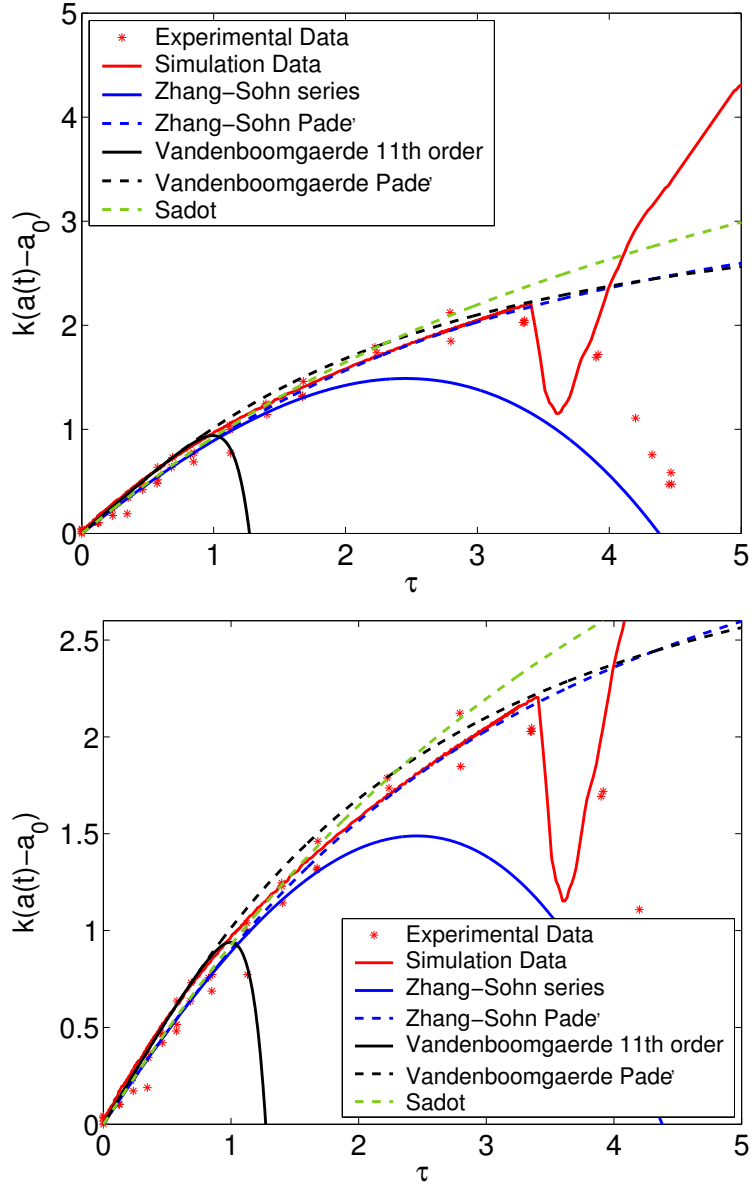 5
4
3
2
1
0
k(a(t)−a0)
Experimental Data
Simulation Data
Zhang−Sohn series
Zhang−Sohn Pade’
Vandenboomgaerde 11th order
Vandenboomgaerde Pade’
Sadot
0 1 2 3 4 5
τ
2.5
2
1.5
1
0.5
0
k(a(t)−a0)
Experimental Data
Simulation Data
Zhang−Sohn series
Zhang−Sohn Pade’
Vandenboomgaerde 11th order
Vandenboomgaerde Pade’
Sadot
0 1 2 3 4 5
τ